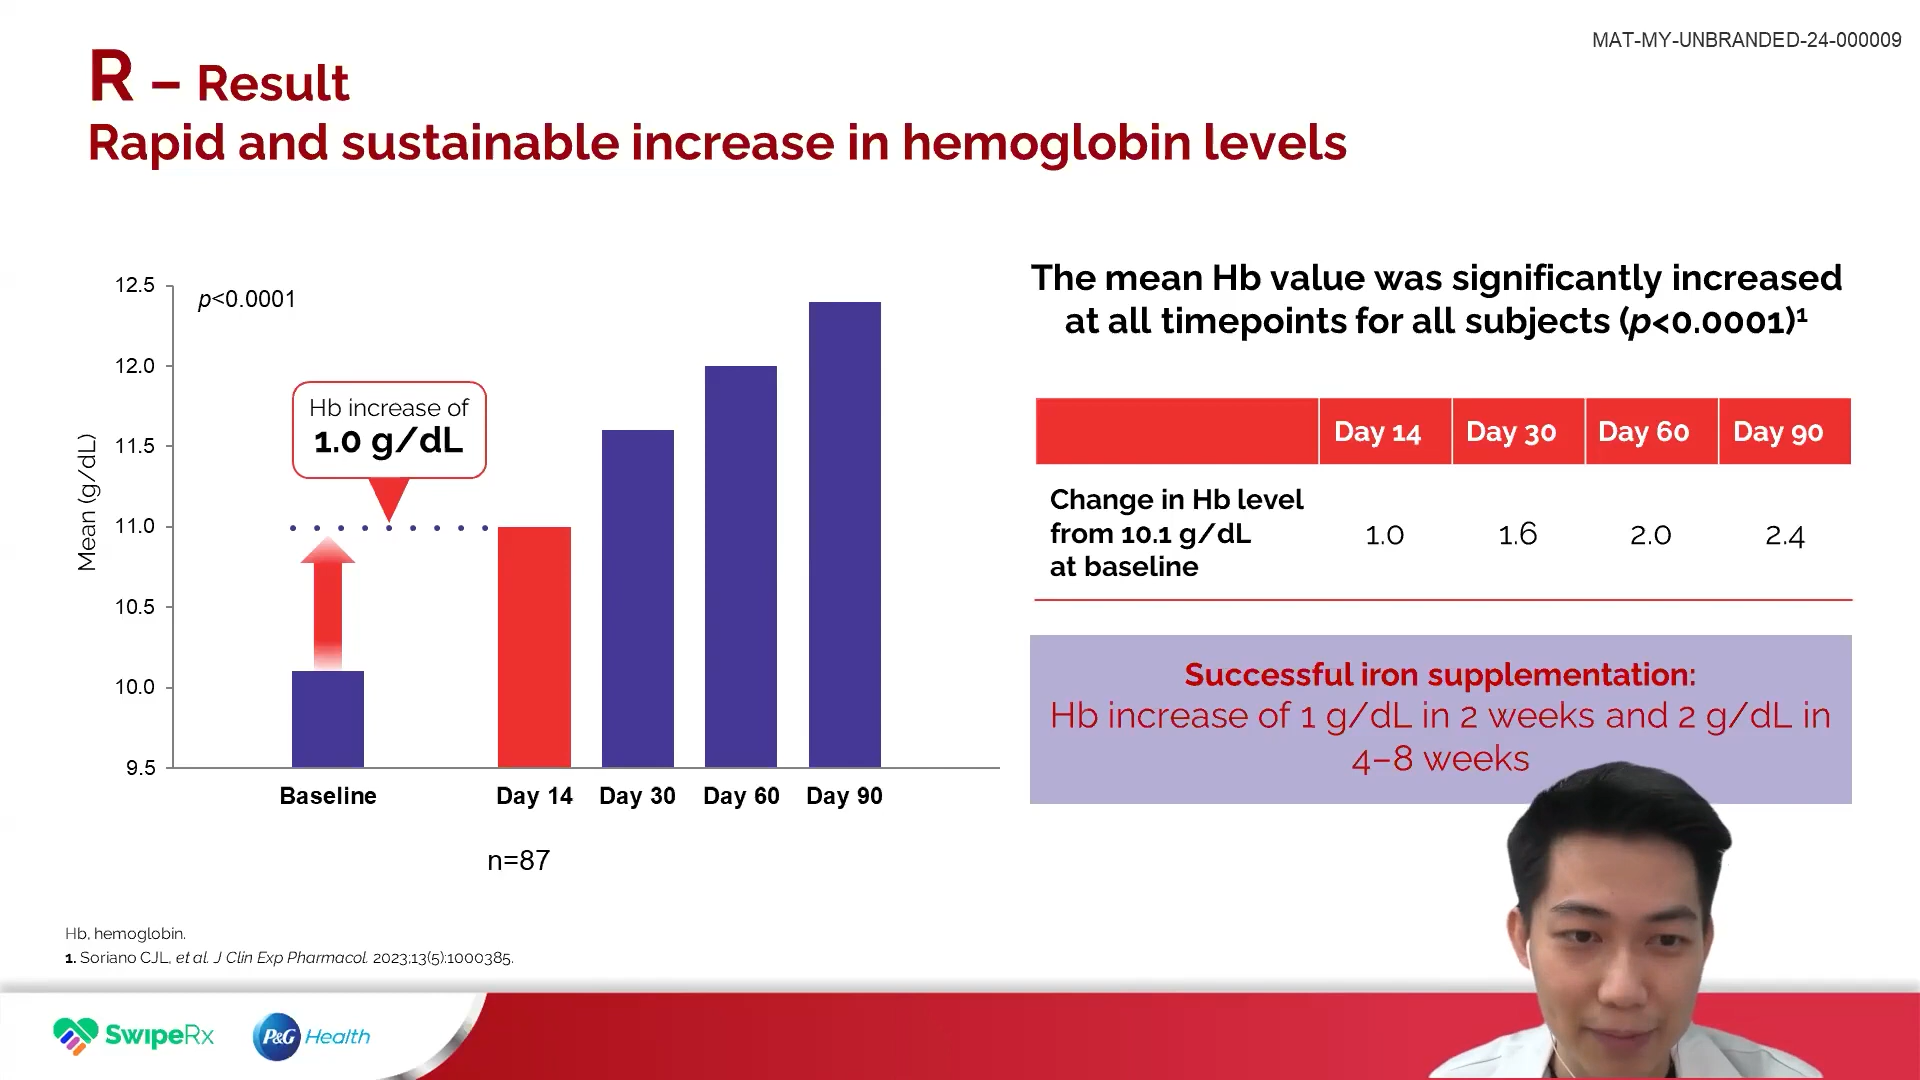 MAT-MY-UNBRANDED-24-000009
R – Result
Rapid and sustainable increase in hemoglobin levels
12.5
12.0
11.5
11.0
10.5
10.0
9.5
Mean (g/dL)
p<0.0001
Hb increase of
1.0 g/dL
Baseline
Day 14
Day 30
Day 60
Day 90
n=87
The mean Hb value was significantly increased
at all timepoints for all subjects (p<0.0001)¹
Day 14 Day 30 Day 60 Day 90
Change in Hb level
from 10.1 g/dL
at baseline
1.0 1.6 2.0 2.4
Successful iron supplementation:
Hb increase of 1 g/dL in 2 weeks and 2 g/dL in
4–8 weeks
Hb, hemoglobin.
1. Soriano CJL, et al. J Clin Exp Pharmacol. 2023;13(5):1000385.
SwipeRx
P&G Health